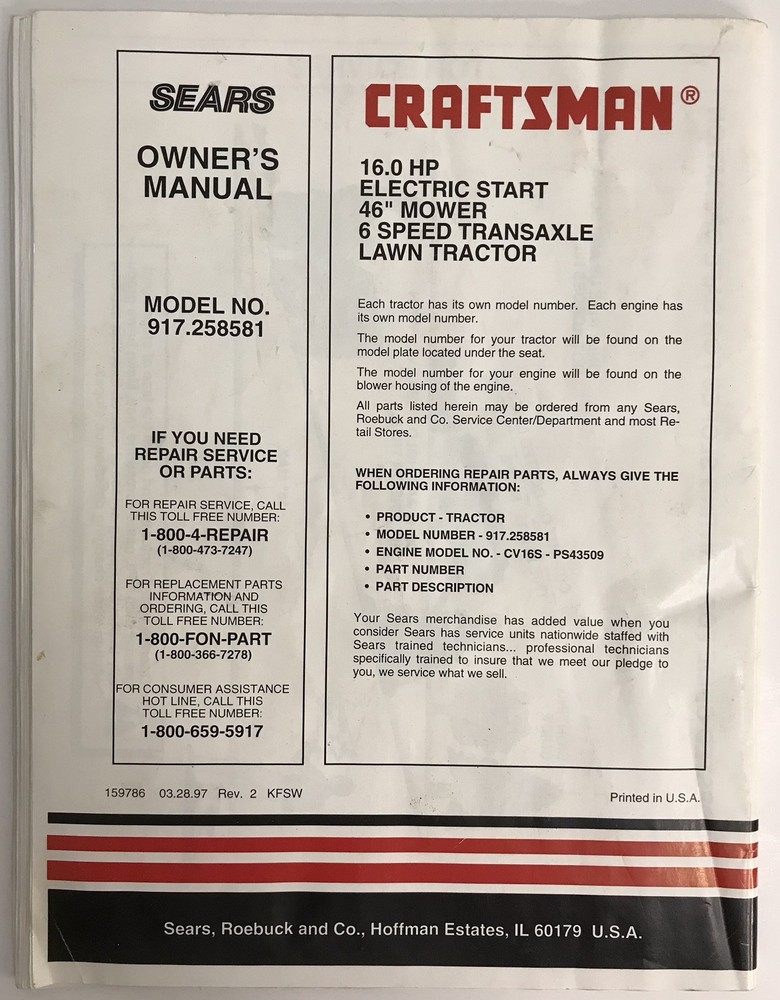 SEARS
OWNER'S
MANUAL
MODEL NO.
917.258581
IF YOU NEED
REPAIR SERVICE
OR PARTS:
FOR REPAIR SERVICE, CALL
THIS TOLL FREE NUMBER:
1-800-4-REPAIR
(1-800-473-7247)
FOR REPLACEMENT PARTS
INFORMATION AND
ORDERING, CALL THIS
TOLL FREE NUMBER:
1-800-FON-PART
(1-800-366-7278)
FOR CONSUMER ASSISTANCE
HOT LINE, CALL THIS
TOLL FREE NUMBER:
1-800-659-5917
CRAFTSMAN®
16.0 HP
ELECTRIC START
46" MOWER
6 SPEED TRANSAXLE
LAWN TRACTOR
Each tractor has its own model number. Each engine has
its own model number.
The model number for your tractor will be found on the
model plate located under the seat.
The model number for your engine will be found on the
blower housing of the engine.
All parts listed herein may be ordered from any Sears,
Roebuck and Co. Service Center/Department and most Re-
tail Stores.
WHEN ORDERING REPAIR PARTS, ALWAYS GIVE THE
FOLLOWING INFORMATION:
• PRODUCT - TRACTOR
• MODEL NUMBER - 917.258581
• ENGINE MODEL NO. - CV16S - PS43509
• PART NUMBER
• PART DESCRIPTION
Your Sears merchandise has added value when you
consider Sears has service units nationwide staffed with
Sears trained technicians... professional technicians
specifically trained to insure that we meet our pledge to
you, we service what we sell.
159786 03.28.97 Rev. 2 KFSW
Printed in U.S.A.
Sears, Roebuck and Co., Hoffman Estates, IL 60179 U.S.A.